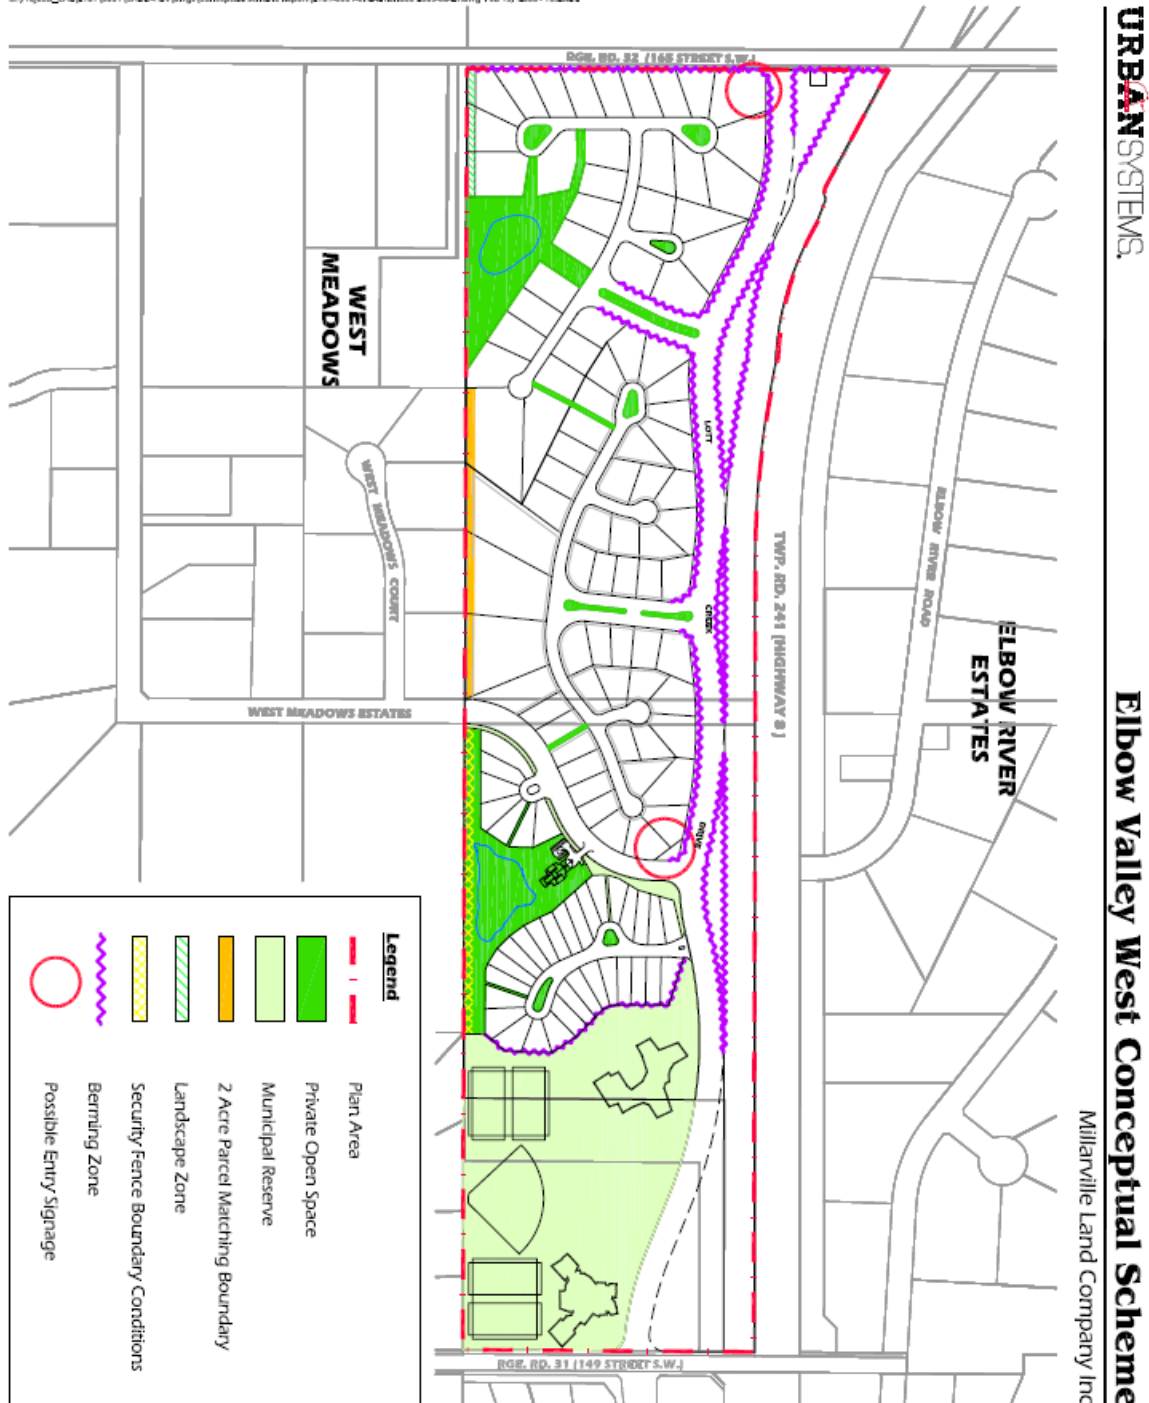 URBANSYSTEMS.
Elbow Valley West Conceptual Scheme
Millarville Land Company Inc
RGE. RD. 32 (165 STREET S.W.)
WEST
MEADOWS
WEST MEADOWS COURT
WEST MEADOWS ESTATES
LOTT
CREEK
DRIVE
TWP. RD. 241 (HIGHWAY 8)
ELBOW RIVER ROAD
ELBOW RIVER
ESTATES
RGE. RD. 31 (149 STREET S.W.)
Legend
Plan Area
Private Open Space
Municipal Reserve
2 Acre Parcel Matching Boundary
Landscape Zone
Security Fence Boundary Conditions
Berming Zone
Possible Entry Signage